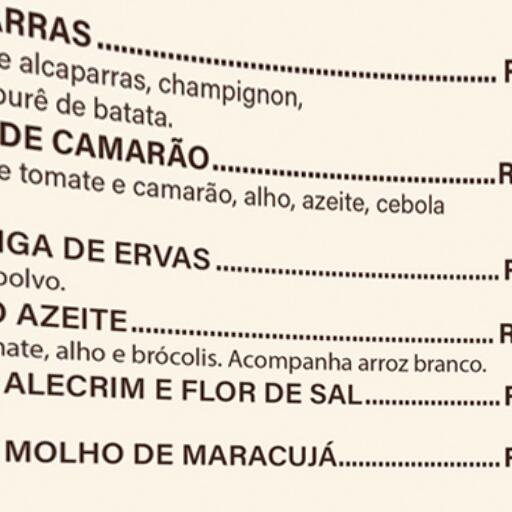 ARRAS
e alcaparras, champignon,
purê de batata.
DE CAMARÃO R
e tomate e camarão, alho, azeite, cebola
IGA DE ERVAS
polvo.
O AZEITE R
mate, alho e brócolis. Acompanha arroz branco.
ALECRIM E FLOR DE SAL
MOLHO DE MARACUJÁ